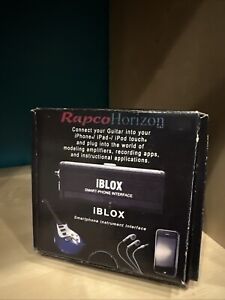 RapcoHorizon
Connect your Guitar into your
iPhone-/ iPad-/ iPod touch-
and plug into the world of
modeling amplifiers, recording apps,
and instructional applications.
IBLOX
SMART-PHONE INTERFACE
IBLOX
Smartphone Instrument Interface